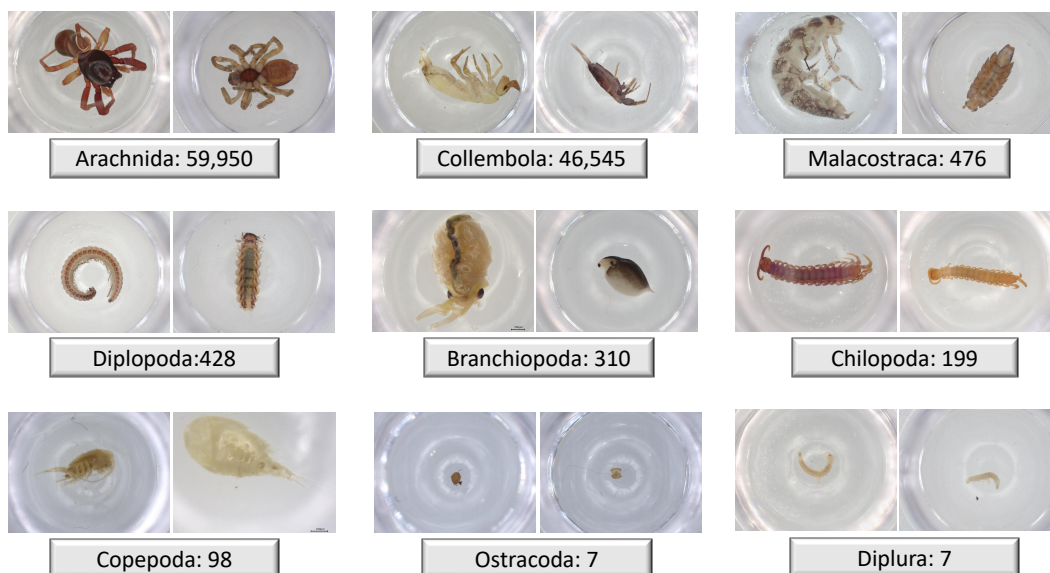 Arachnida: 59,950
Collembola: 46,545
Malacostraca: 476
Diplopoda:428
Branchiopoda: 310
Chilopoda: 199
Copepoda: 98
Ostracoda: 7
Diplura: 7